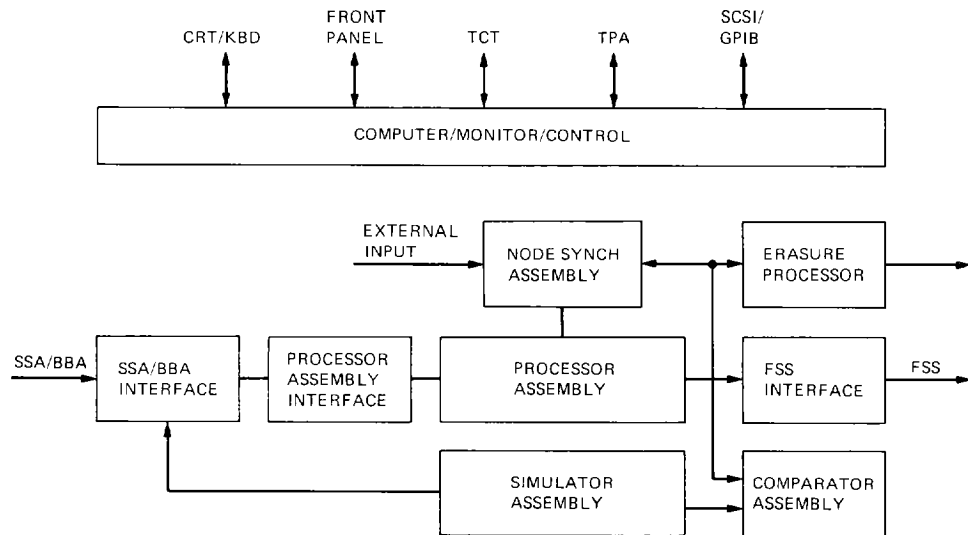 CRT/KBD
FRONT
PANEL
TCT
TPA
SCSI/
GPIB
COMPUTER/MONITOR/CONTROL
EXTERNAL
INPUT
NODE SYNCH
ASSEMBLY
ERASURE
PROCESSOR
SSA/BBA
SSA/BBA
INTERFACE
PROCESSOR
ASSEMBLY
INTERFACE
PROCESSOR
ASSEMBLY
FSS
INTERFACE
FSS
SIMULATOR
ASSEMBLY
COMPARATOR
ASSEMBLY